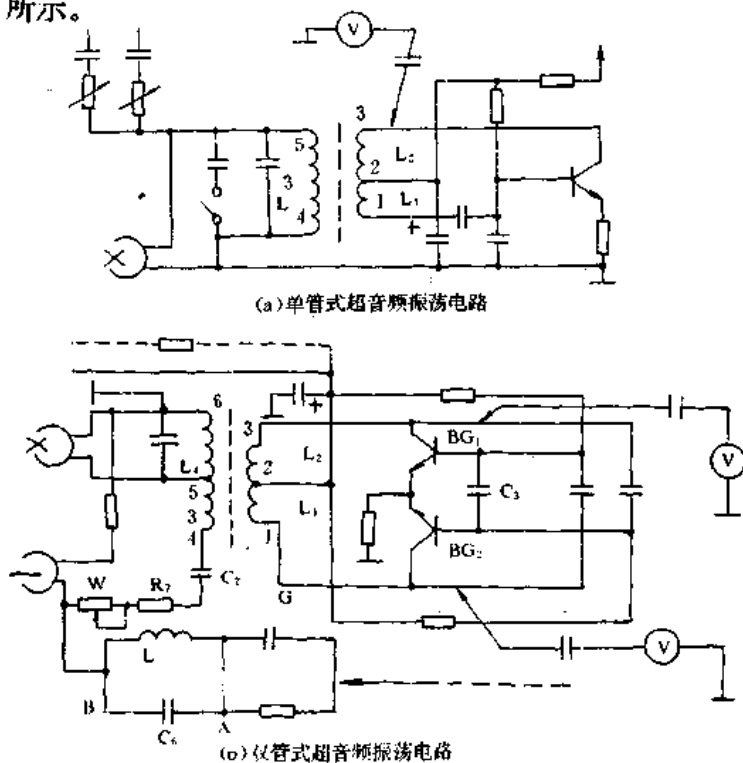 所示。
V
3
5
2
L₂
3
L
1
L₁
4
+
(a)单管式超音频振荡电路
6
3
+
BG₁
V
L₄
2
L₂
5
C₃
3
L₁
4
1
BG₂
W
R₇
C₇
G
V
L
B
A
C₆
(b)双管式超音频振荡电路